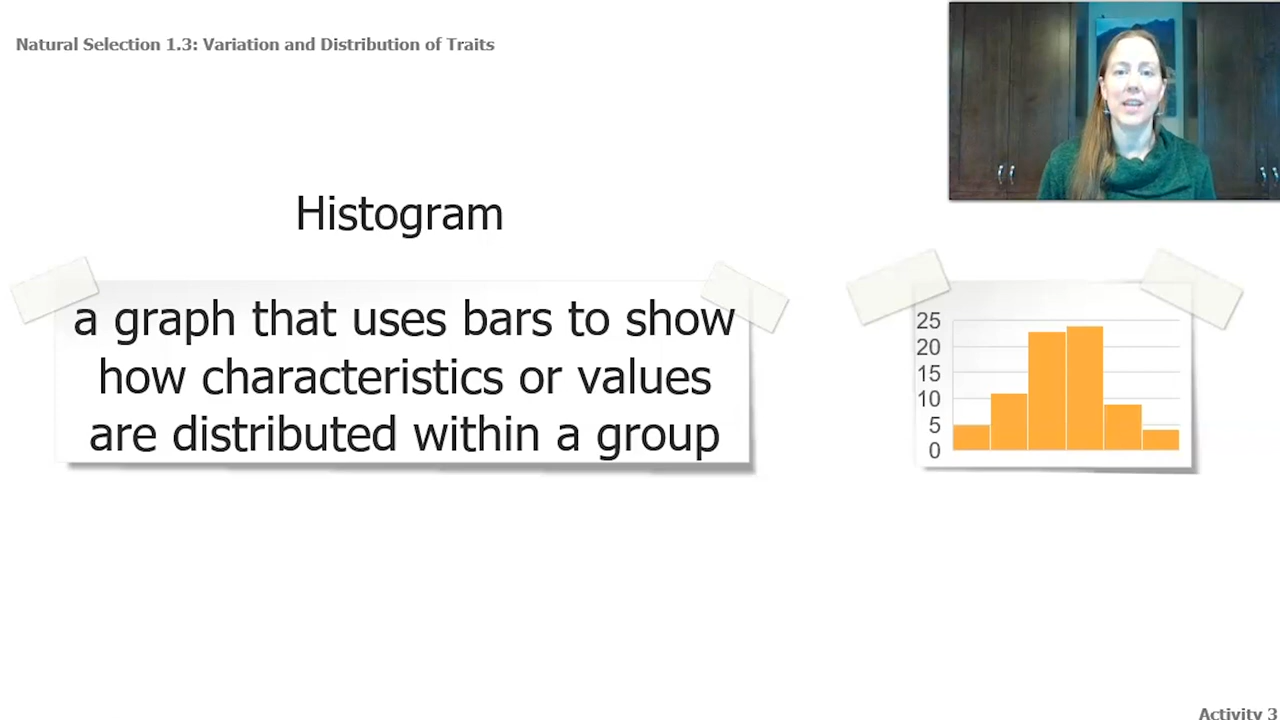 Natural Selection 1.3: Variation and Distribution of Traits
Histogram
a graph that uses bars to show
how characteristics or values
are distributed within a group
25
20
15
10
5
0
Activity 3